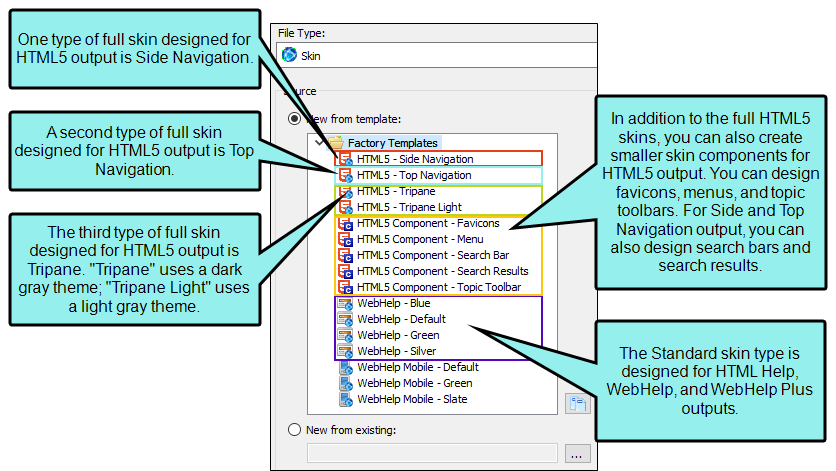 One type of full skin designed for
HTML5 output is Side Navigation.
A second type of full skin
designed for HTML5 output is Top
Navigation.
The third type of full skin
designed for HTML5 output is
Tripane. "Tripane" uses a dark
gray theme; "Tripane Light" uses
a light gray theme.
File Type:
Skin
Source
New from template:
Factory Templates
HTML5 - Side Navigation
HTML5 - Top Navigation
HTML5 - Tripane
HTML5 - Tripane Light
HTML5 Component - Favicons
HTML5 Component - Menu
HTML5 Component - Search Bar
HTML5 Component - Search Results
HTML5 Component - Topic Toolbar
WebHelp - Blue
WebHelp - Default
WebHelp - Green
WebHelp - Silver
WebHelp Mobile - Default
WebHelp Mobile - Green
WebHelp Mobile - Slate
New from existing:
...
In addition to the full HTML5
skins, you can also create
smaller skin components for
HTML5 output. You can design
favicons, menus, and topic
toolbars. For Side and Top
Navigation output, you can
also design search bars and
search results.
The Standard skin type is
designed for HTML Help,
WebHelp, and WebHelp Plus
outputs.